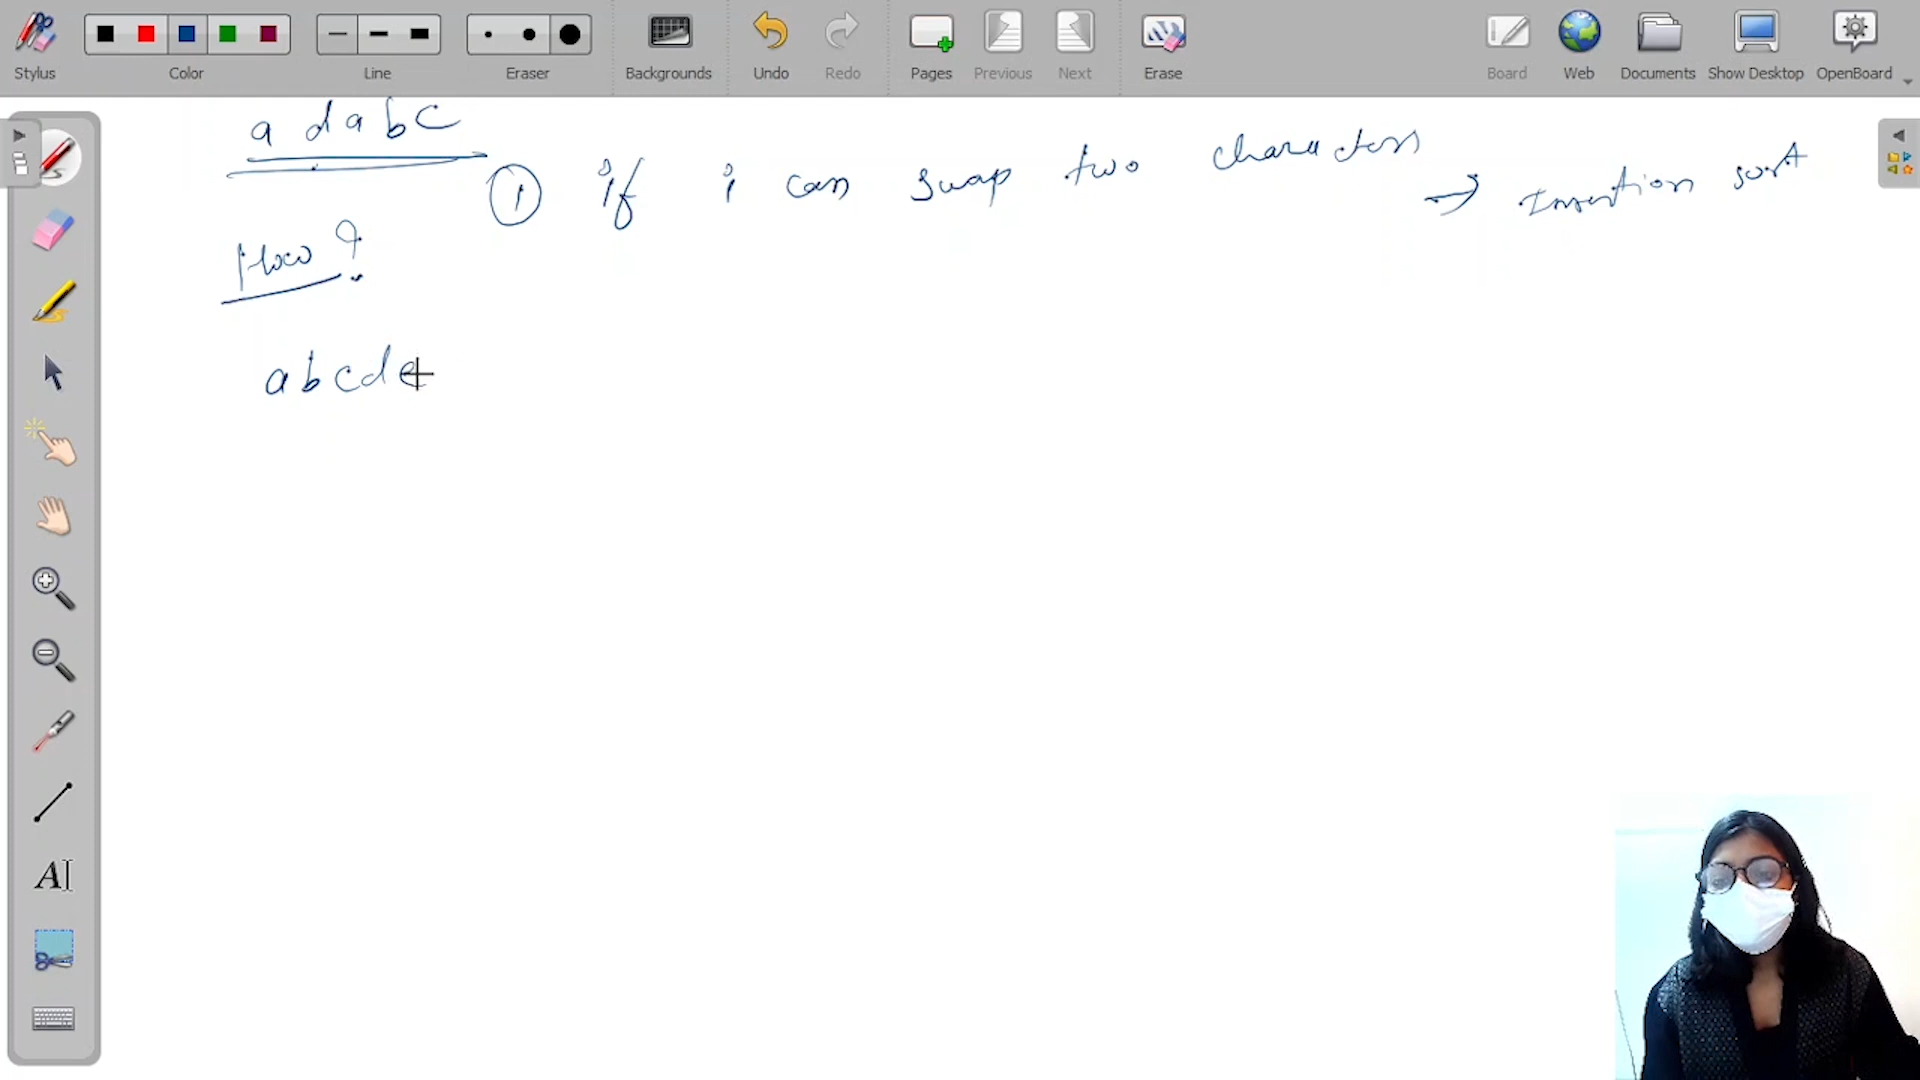 Stylus
Color
Line
Eraser
Backgrounds
Undo
Redo
Pages
Previous
Next
Erase
Board
Web
Documents
Show Desktop
OpenBoard
a d a b c
1 if i can swap two characters → Insertion sort
How ?
a b c d e
A